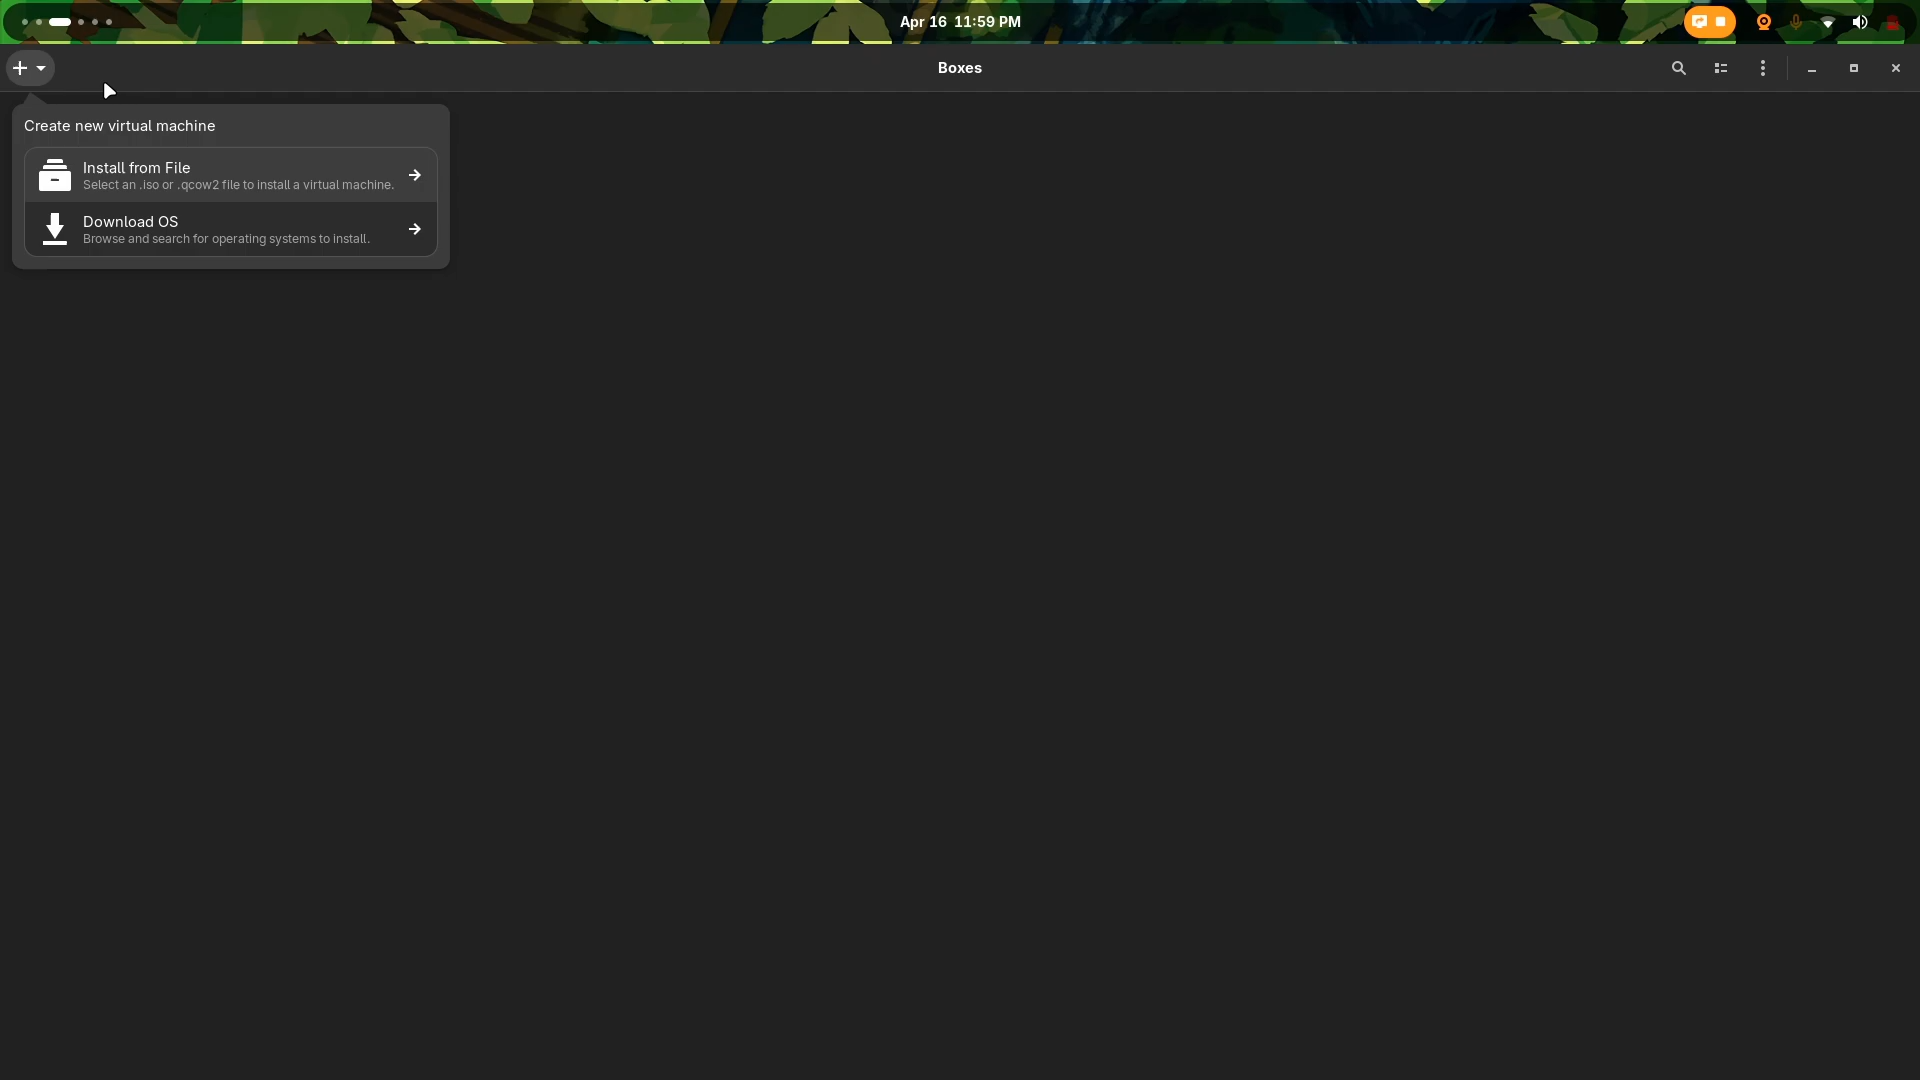 Apr 16 11:59 PM
Boxes
Create new virtual machine
Install from File
Select an .iso or .qcow2 file to install a virtual machine.
Download OS
Browse and search for operating systems to install.